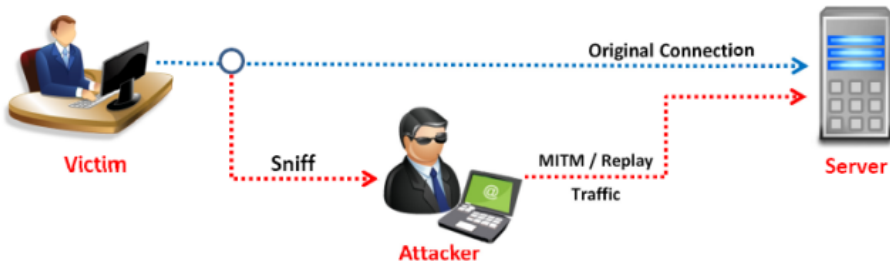 Original Connection
Victim
Sniff
MITM / Replay
Traffic
Server
@
Attacker